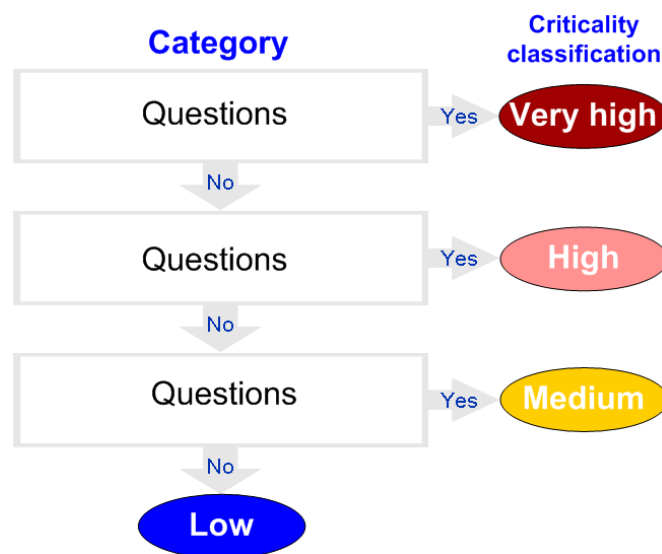 Category
Criticality
classification
Questions
Yes
Very high
No
Questions
Yes
High
No
Questions
Yes
Medium
No
Low